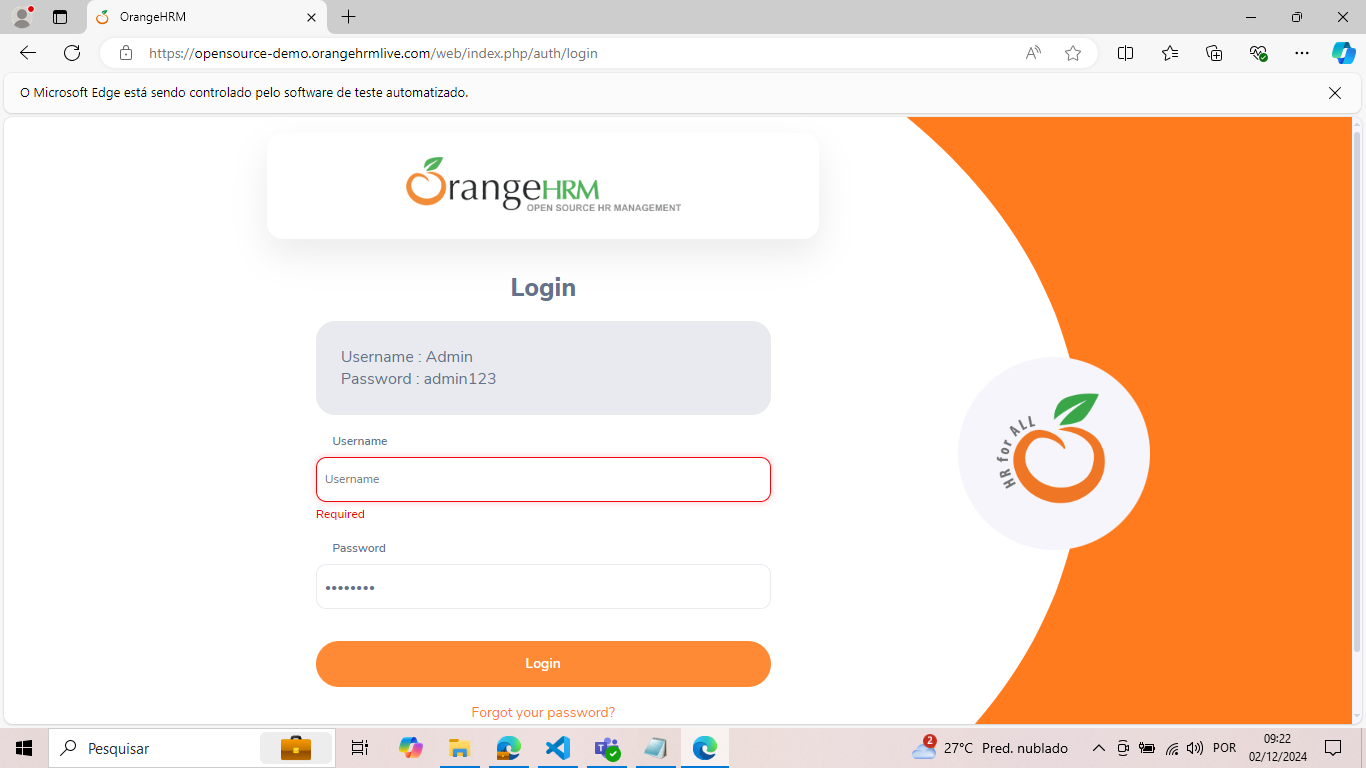 OrangeHRM
https://opensource-demo.orangehrmlive.com/web/index.php/auth/login
O Microsoft Edge está sendo controlado pelo software de teste automatizado.
OrangeHRM
OPEN SOURCE HR MANAGEMENT
Login
Username : Admin
Password : admin123
Username
Username
Required
Password
••••••••
Login
Forgot your password?
HR for ALL
Pesquisar
2
27°C Pred. nublado
POR
09:22
02/12/2024